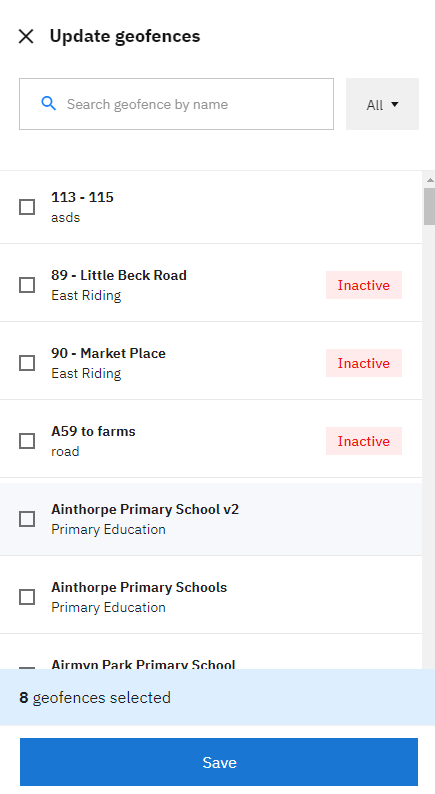 Update geofences
Search geofence by name
All
113 - 115
asds
89 - Little Beck Road
East Riding
Inactive
90 - Market Place
East Riding
Inactive
A59 to farms
road
Inactive
Ainthorpe Primary School v2
Primary Education
Ainthorpe Primary Schools
Primary Education
Airmyn Park Primary School
8 geofences selected
Save